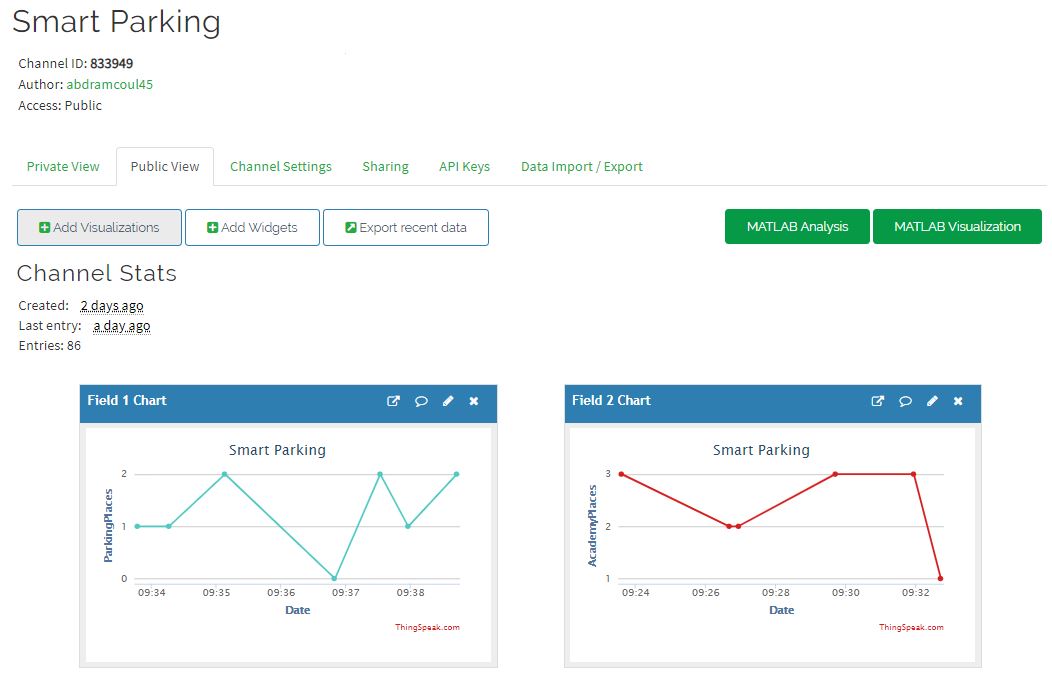 Smart Parking
Channel ID: 833949
Author: abdramcoul45
Access: Public
Private View Public View Channel Settings Sharing API Keys Data Import / Export
Add Visualizations Add Widgets Export recent data MATLAB Analysis MATLAB Visualization
Channel Stats
Created: 2 days ago
Last entry: a day ago
Entries: 86
Field 1 Chart
Smart Parking
ParkingPlaces
2
1
0
09:34 09:35 09:36 09:37 09:38
Date
ThingSpeak.com
Field 2 Chart
Smart Parking
AcademyPlaces
3
2
1
09:24 09:26 09:28 09:30 09:32
Date
ThingSpeak.com